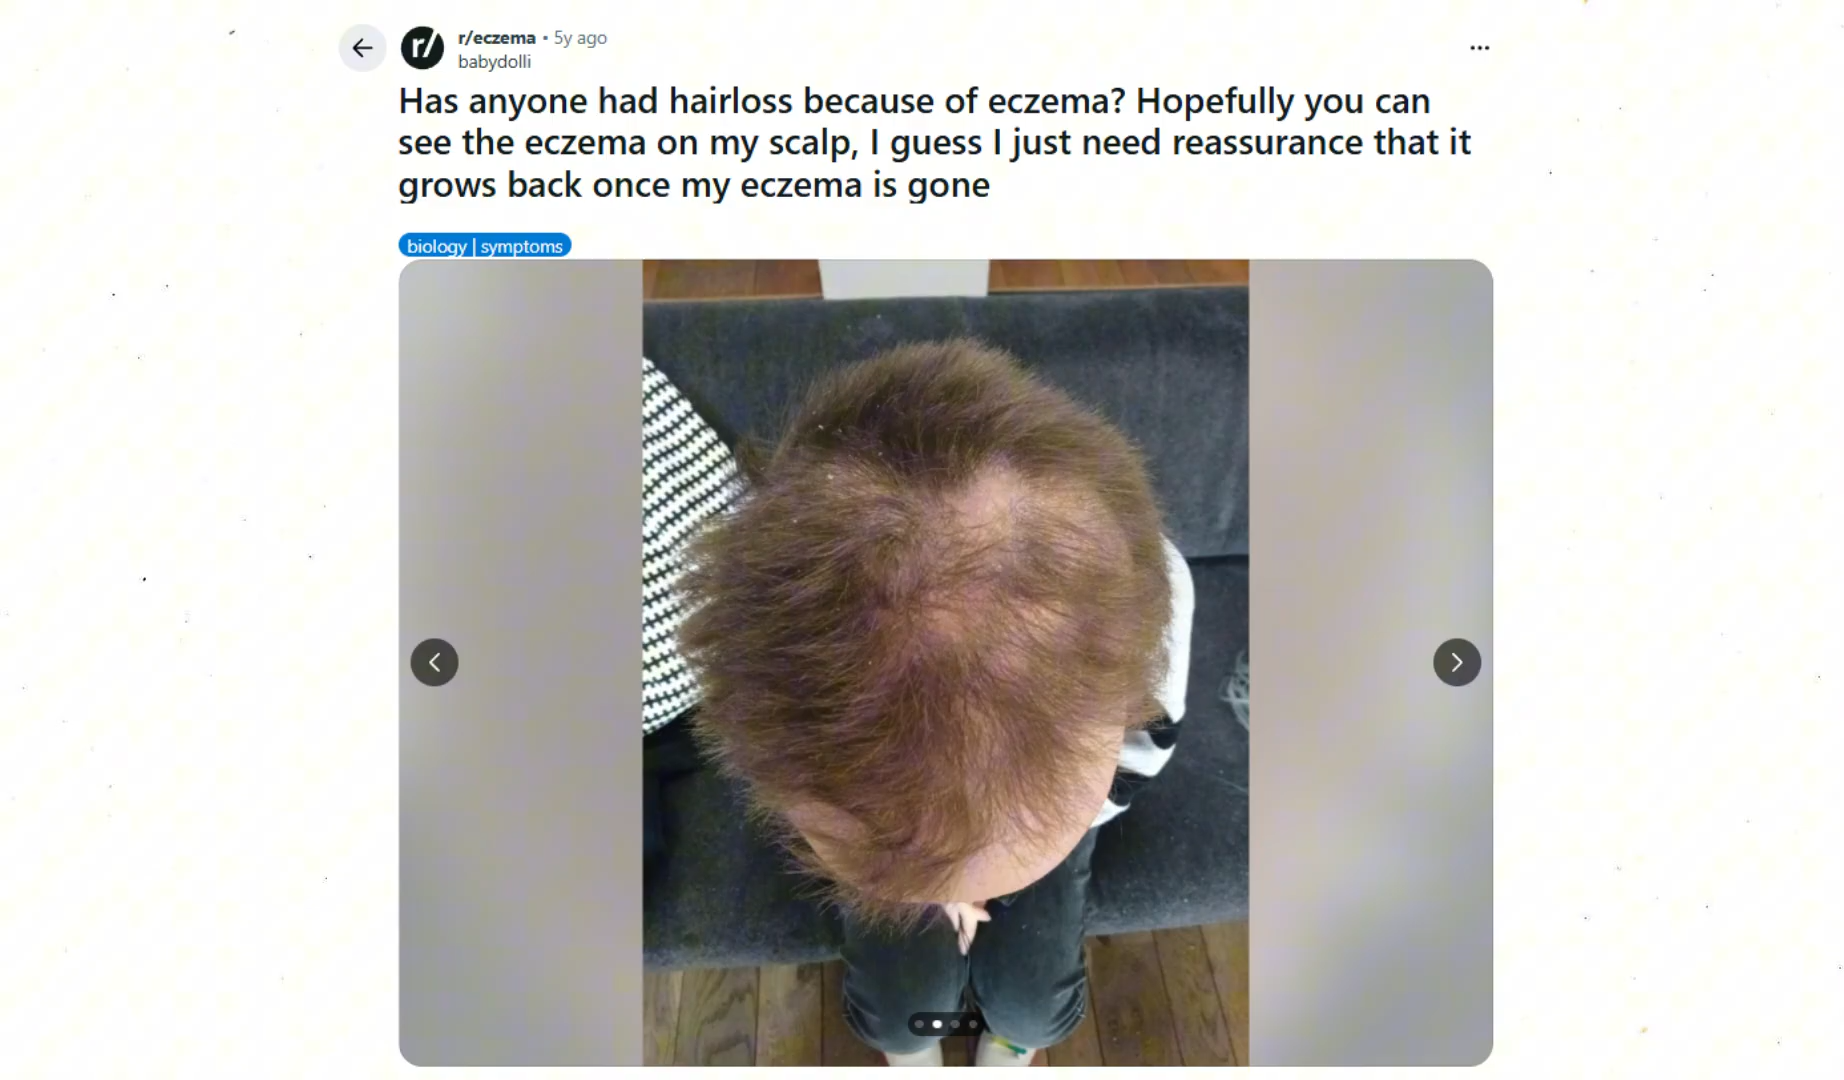 r/ r/eczema • 5y ago
babydolli
Has anyone had hairloss because of eczema? Hopefully you can
see the eczema on my scalp, I guess I just need reassurance that it
grows back once my eczema is gone
biology | symptoms